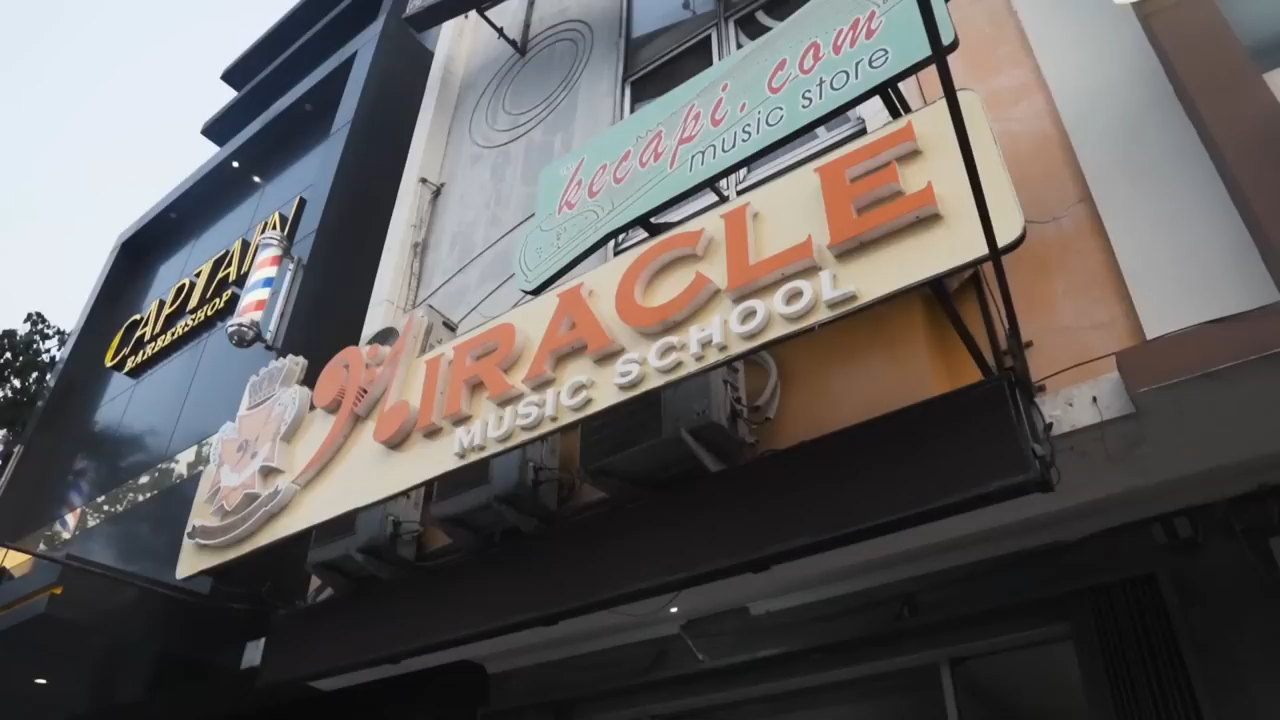 kecapi.com
music store
MIRACLE
MUSIC SCHOOL
CAPTAIN
BARBERSHOP